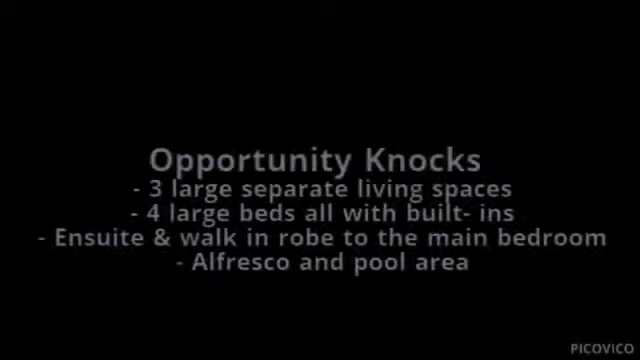 Opportunity Knocks
- 3 large separate living spaces
- 4 large beds all with built- ins
- Ensuite & walk in robe to the main bedroom
- Alfresco and pool area
PICOVICO